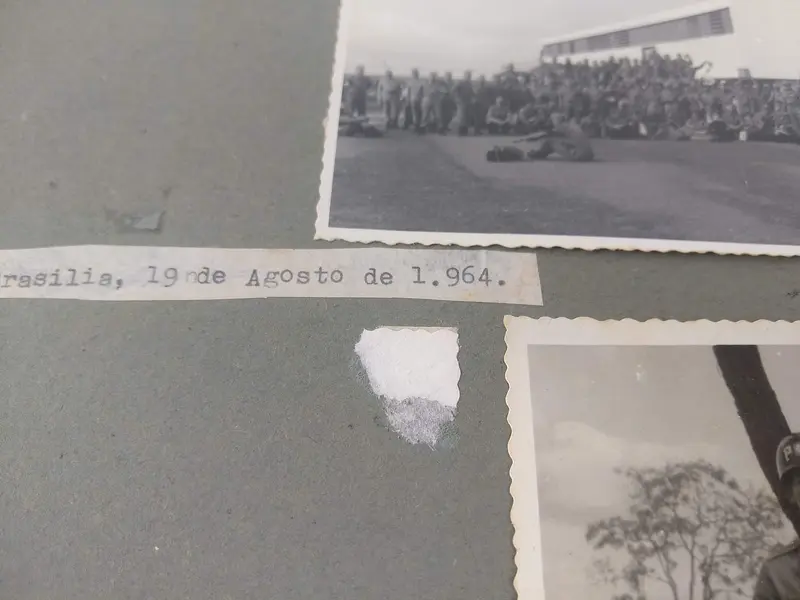 rasilia, 19 de Agosto de 1.964.
P